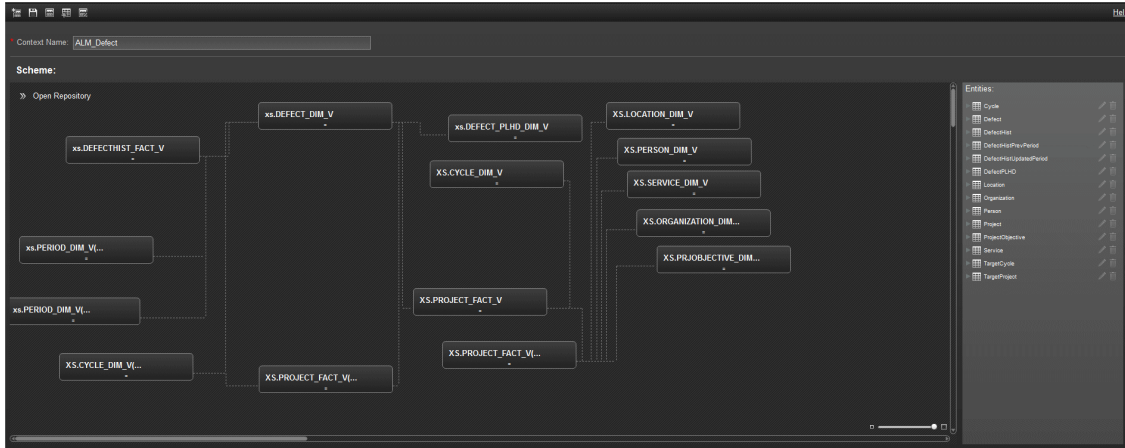 Hel
* Context Name: ALM_Defect
Scheme:
» Open Repository
xs.DEFECT_DIM_V
xs.DEFECT_PLHD_DIM_V
XS.LOCATION_DIM_V
xs.DEFECTHIST_FACT_V
XS.PERSON_DIM_V
XS.CYCLE_DIM_V
XS.SERVICE_DIM_V
XS.ORGANIZATION_DIM...
xs.PERIOD_DIM_V(...
XS.PRJOBJECTIVE_DIM...
xs.PERIOD_DIM_V(...
XS.PROJECT_FACT_V
XS.PROJECT_FACT_V(...
XS.CYCLE_DIM_V(...
XS.PROJECT_FACT_V(...
Entities:
Cycle
Defect
DefectHist
DefectHistPrevPeriod
DefectHistUpdatedPeriod
DefectPLHD
Location
Organization
Person
Project
ProjectObjective
Service
TargetCycle
TargetProject